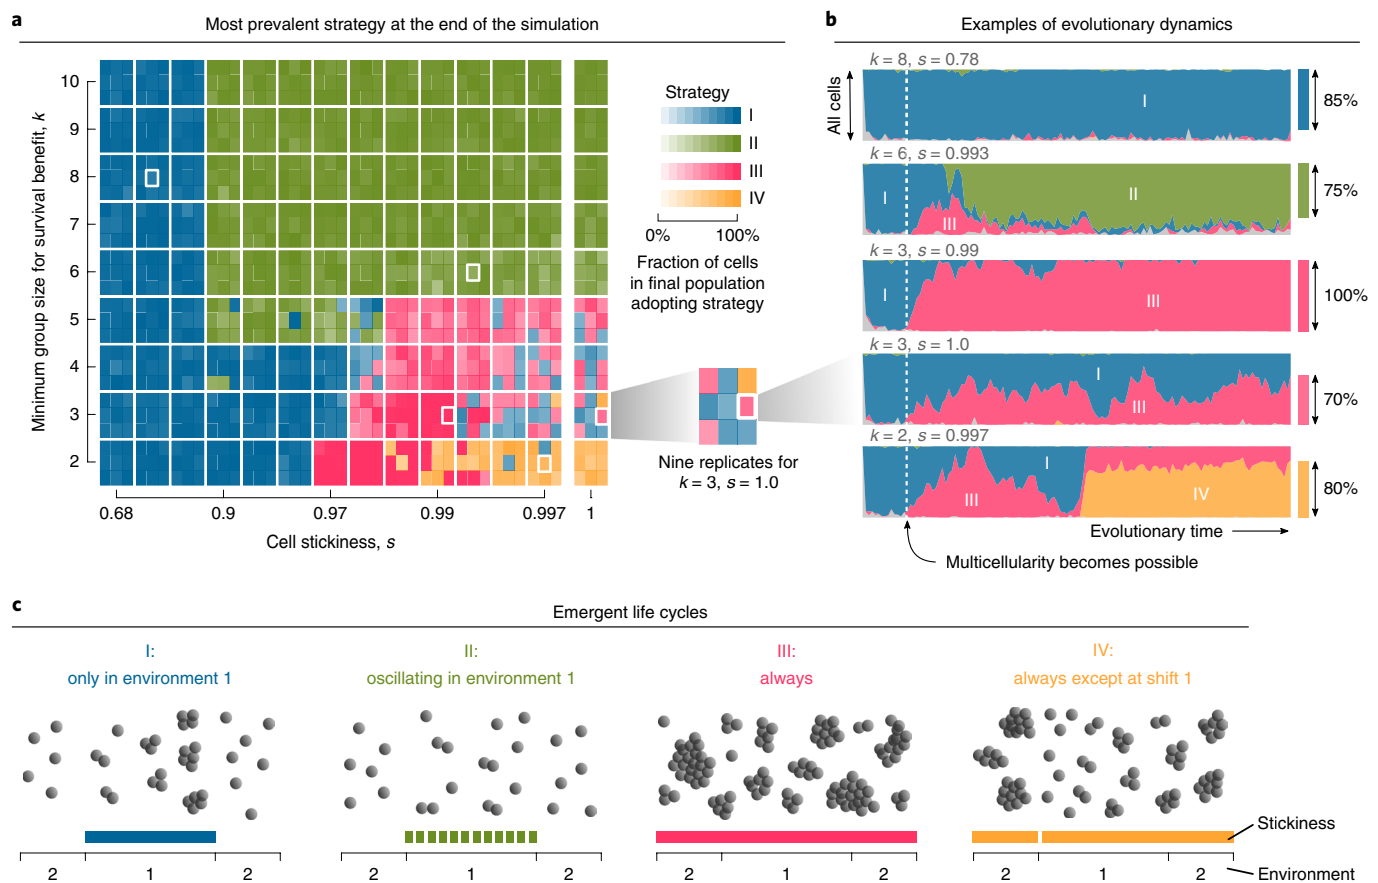 a
Most prevalent strategy at the end of the simulation
Minimum group size for survival benefit, k
10
9
8
7
6
5
4
3
2
0.68
0.9
0.97
0.99
0.997
1
Cell stickiness, s
Strategy
I
II
III
IV
0%
100%
Fraction of cells
in final population
adopting strategy
Nine replicates for
k = 3, s = 1.0
b
Examples of evolutionary dynamics
All cells
k = 8, s = 0.78
I
85%
k = 6, s = 0.993
I
III
II
75%
k = 3, s = 0.99
I
III
100%
k = 3, s = 1.0
I
III
70%
k = 2, s = 0.997
III
I
IV
80%
Evolutionary time
Multicellularity becomes possible
c
Emergent life cycles
I:
only in environment 1
II:
oscillating in environment 1
III:
always
IV:
always except at shift 1
Stickiness
2 1 2
2 1 2
2 1 2
2 1 2
Environment